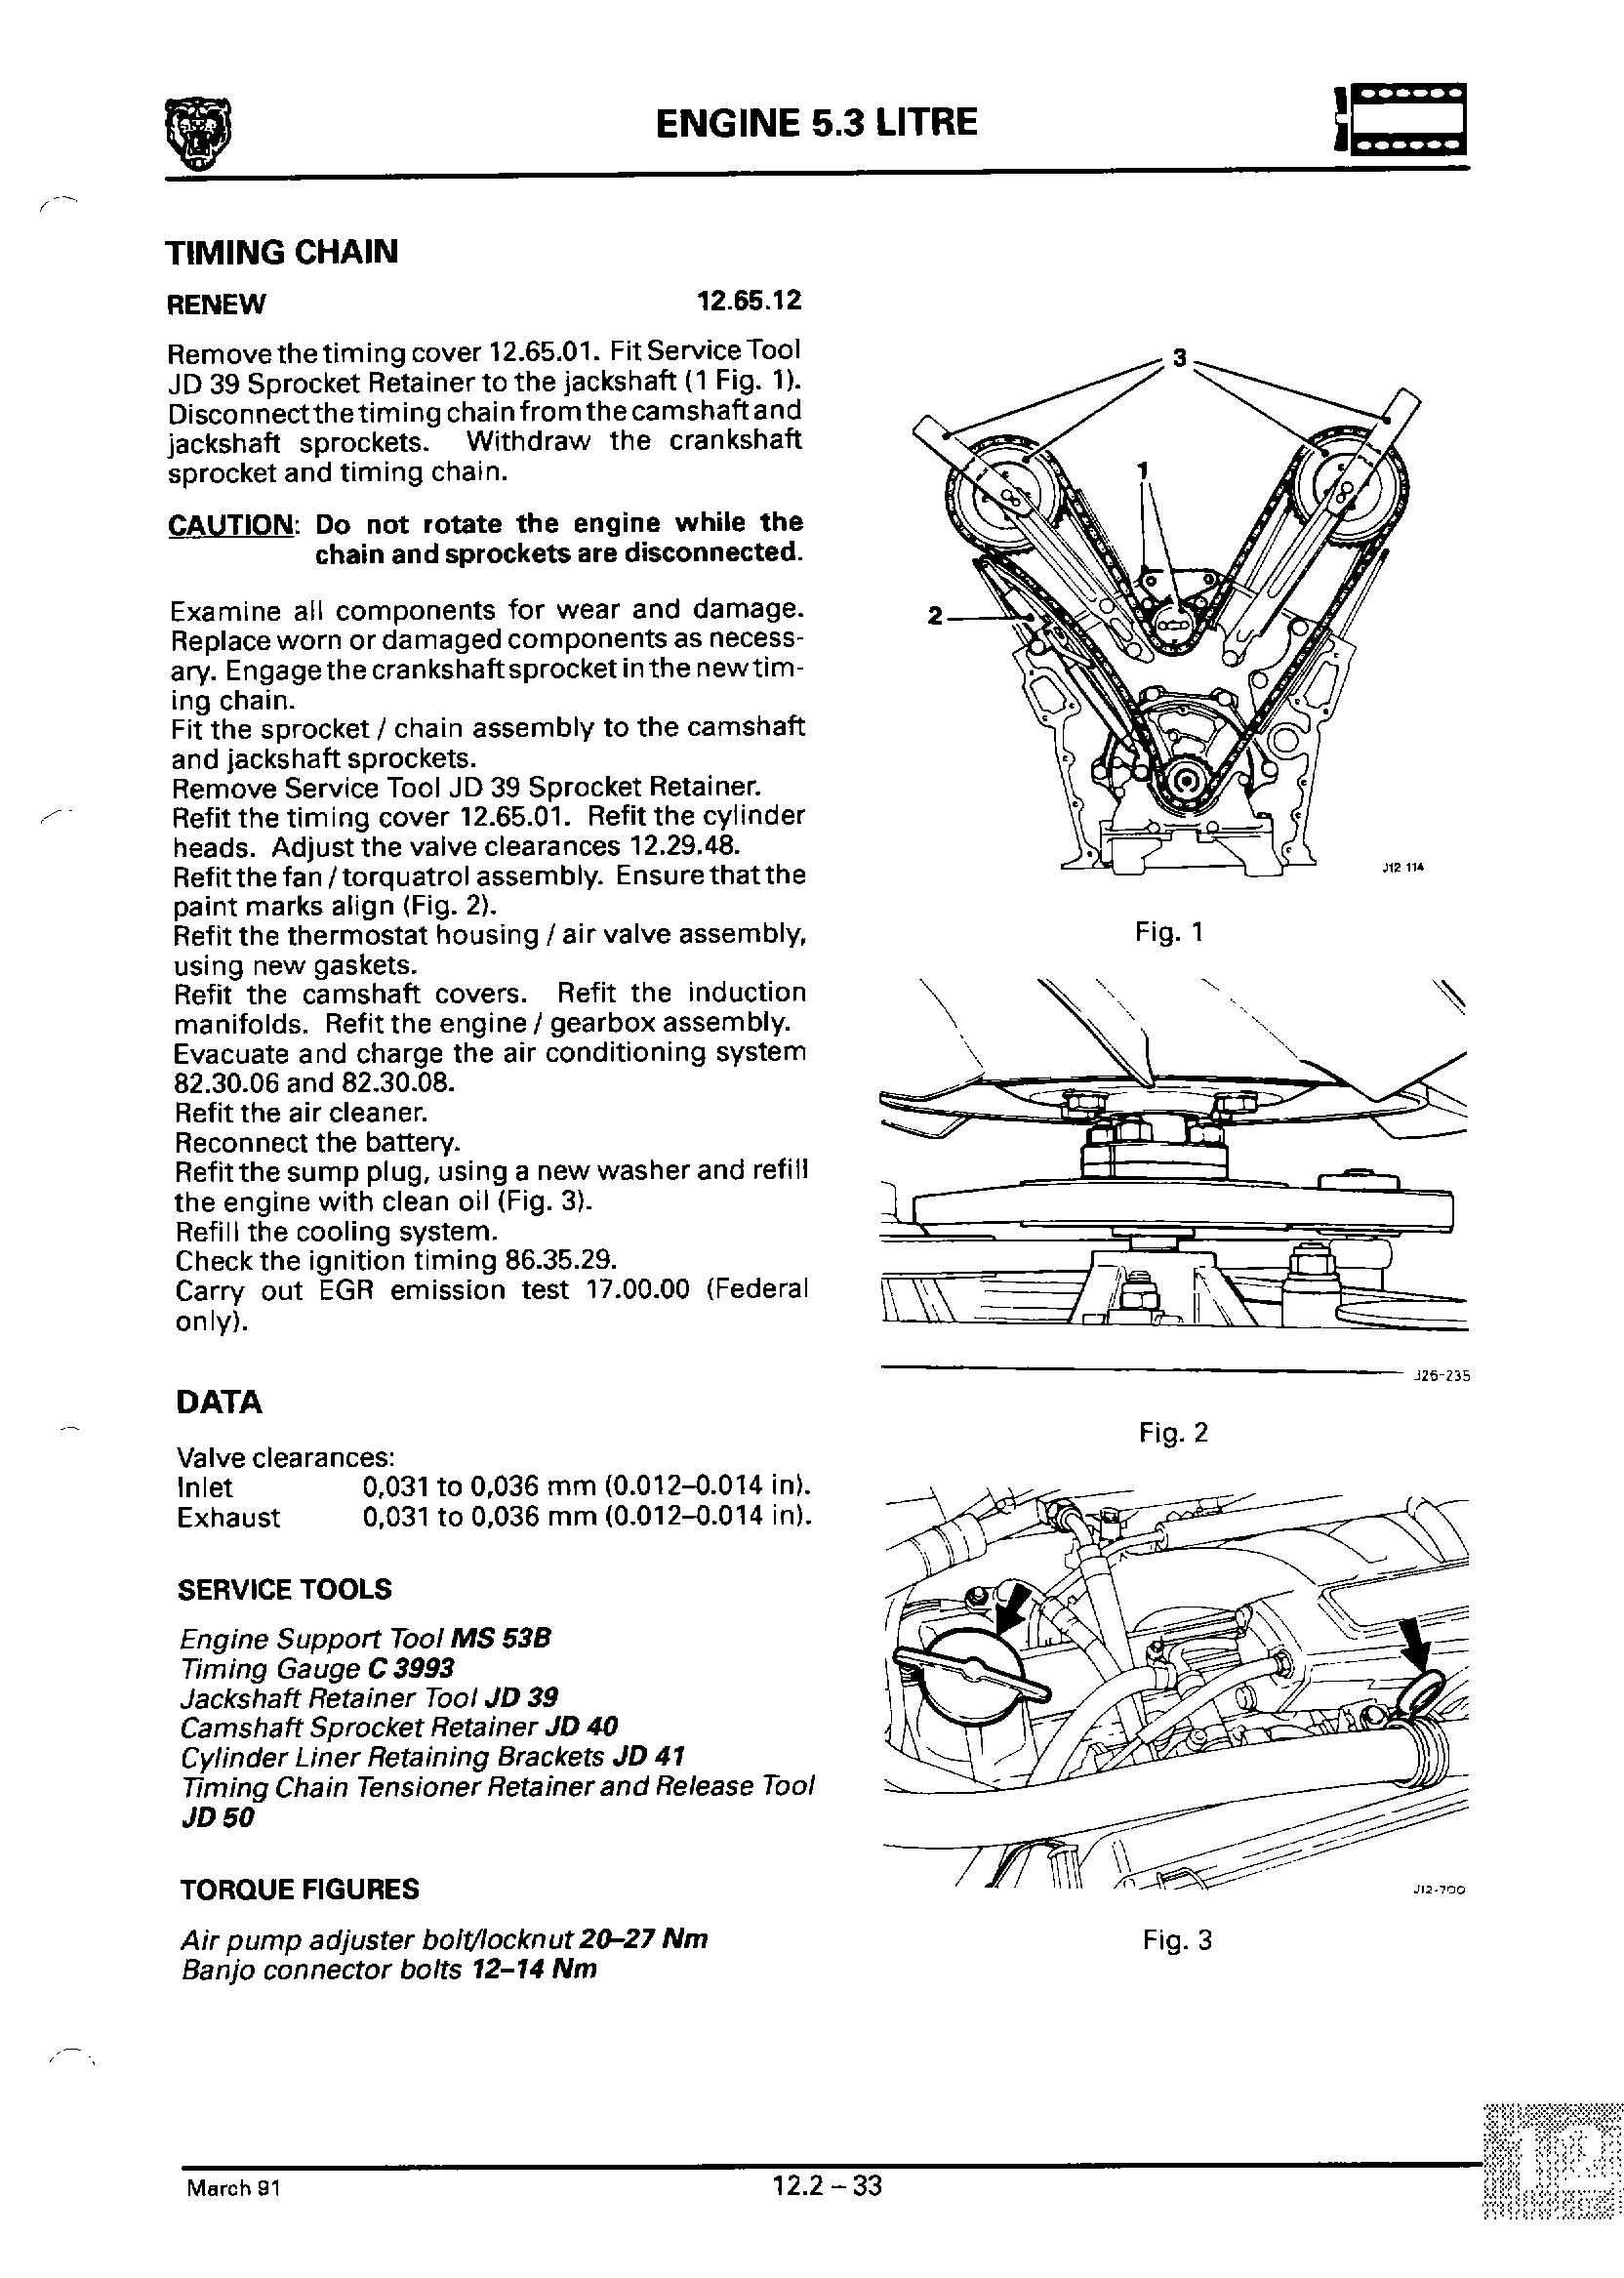 ENGINE 5.3 LITRE
TIMING CHAIN
RENEW 12.65.12
Remove the timing cover 12.65.01. Fit Service Tool
JD 39 Sprocket Retainer to the jackshaft (1 Fig. 1).
Disconnect the timing chain from the camshaft and
jackshaft sprockets. Withdraw the crankshaft
sprocket and timing chain.
CAUTION: Do not rotate the engine while the
chain and sprockets are disconnected.
Examine all components for wear and damage.
Replace worn or damaged components as necess-
ary. Engage the crankshaft sprocket in the new tim-
ing chain.
Fit the sprocket / chain assembly to the camshaft
and jackshaft sprockets.
Remove Service Tool JD 39 Sprocket Retainer.
Refit the timing cover 12.65.01. Refit the cylinder
heads. Adjust the valve clearances 12.29.48.
Refit the fan / torquatrol assembly. Ensure that the
paint marks align (Fig. 2).
Refit the thermostat housing / air valve assembly,
using new gaskets.
Refit the camshaft covers. Refit the induction
manifolds. Refit the engine / gearbox assembly.
Evacuate and charge the air conditioning system
82.30.06 and 82.30.08.
Refit the air cleaner.
Reconnect the battery.
Refit the sump plug, using a new washer and refill
the engine with clean oil (Fig. 3).
Refill the cooling system.
Check the ignition timing 86.35.29.
Carry out EGR emission test 17.00.00 (Federal
only).
DATA
Valve clearances:
Inlet 0,031 to 0,036 mm (0.012–0.014 in).
Exhaust 0,031 to 0,036 mm (0.012–0.014 in).
SERVICE TOOLS
Engine Support Tool MS 53B
Timing Gauge C 3993
Jackshaft Retainer Tool JD 39
Camshaft Sprocket Retainer JD 40
Cylinder Liner Retaining Brackets JD 41
Timing Chain Tensioner Retainer and Release Tool
JD 50
TORQUE FIGURES
Air pump adjuster bolt/locknut 20–27 Nm
Banjo connector bolts 12–14 Nm
3
1
2
J12 114
Fig. 1
J26-235
Fig. 2
J12-700
Fig. 3
12
March 91
12.2 – 33